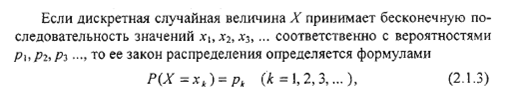 Если дискретная случайная величина X принимает бесконечную по-
следовательность значений x₁, x₂, x₃, ... соответственно с вероятностями
p₁, p₂, p₃ ..., то ее закон распределения определяется формулами
P(X = xₖ) = pₖ (k = 1, 2, 3, ... ), (2.1.3)